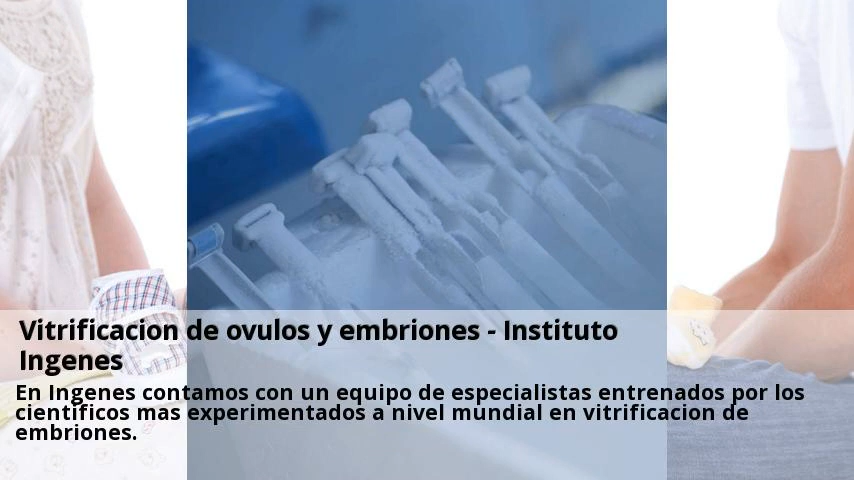 Vitrificacion de ovulos y embriones - Instituto
Ingenes
En Ingenes contamos con un equipo de especialistas entrenados por los
cientificos mas experimentados a nivel mundial en vitrificacion de
embriones.